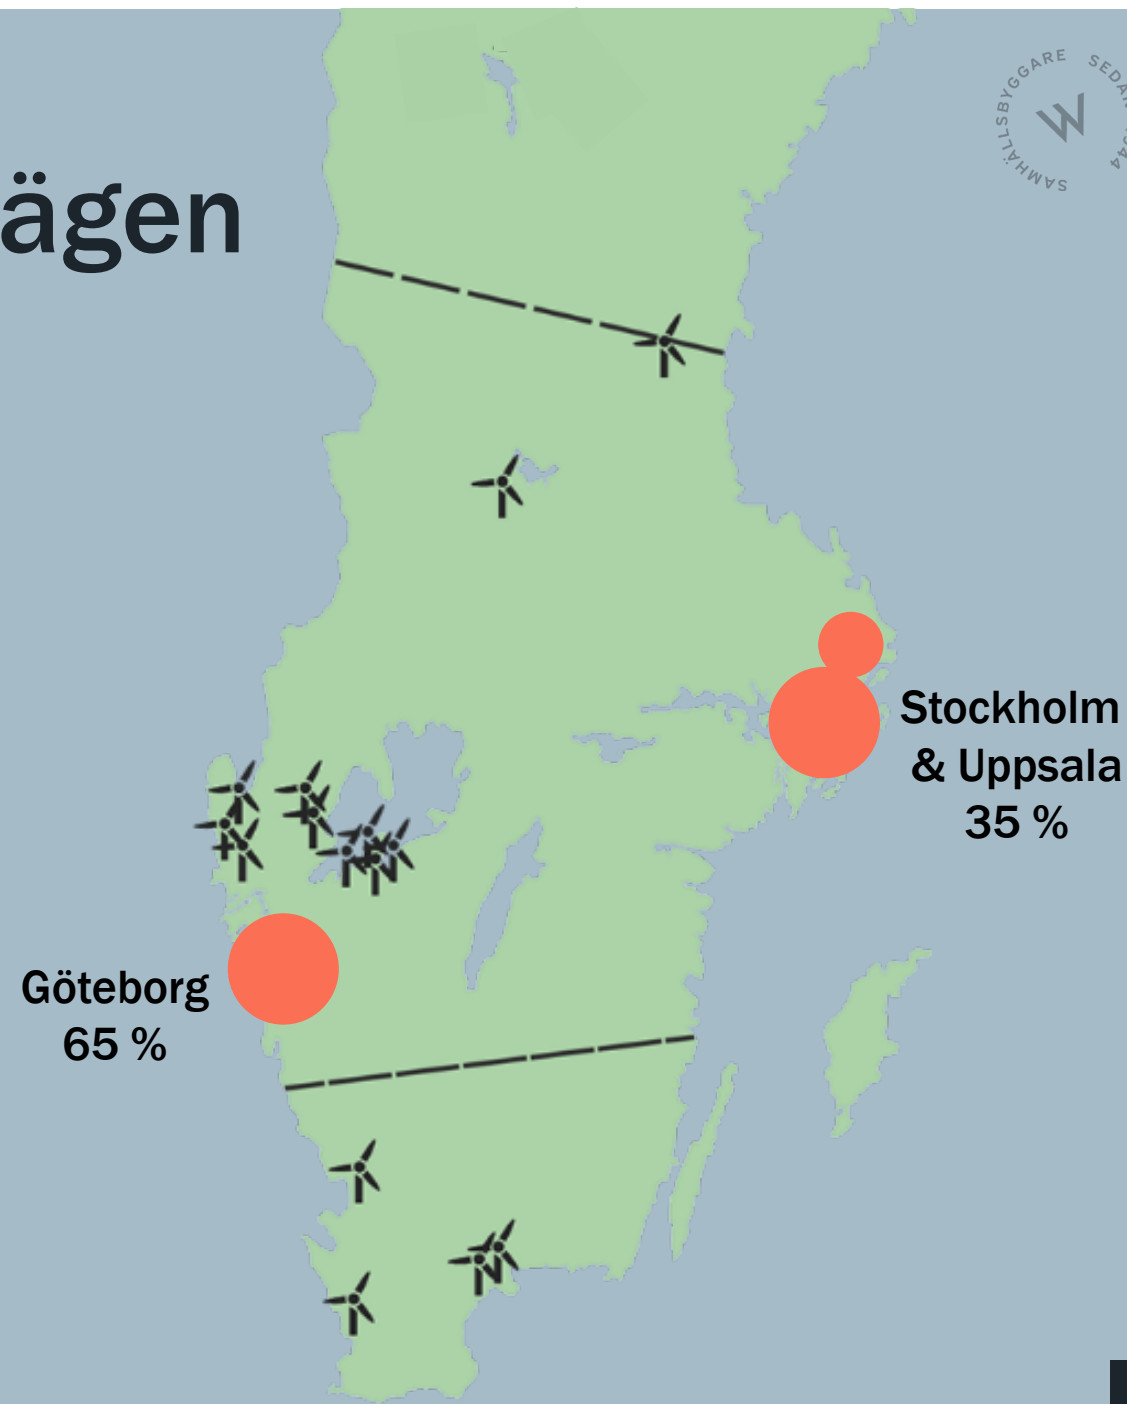 SAMHÄLLSBYGGARE
ägen
Stockholm
& Uppsala
35 %
Göteborg
65 %